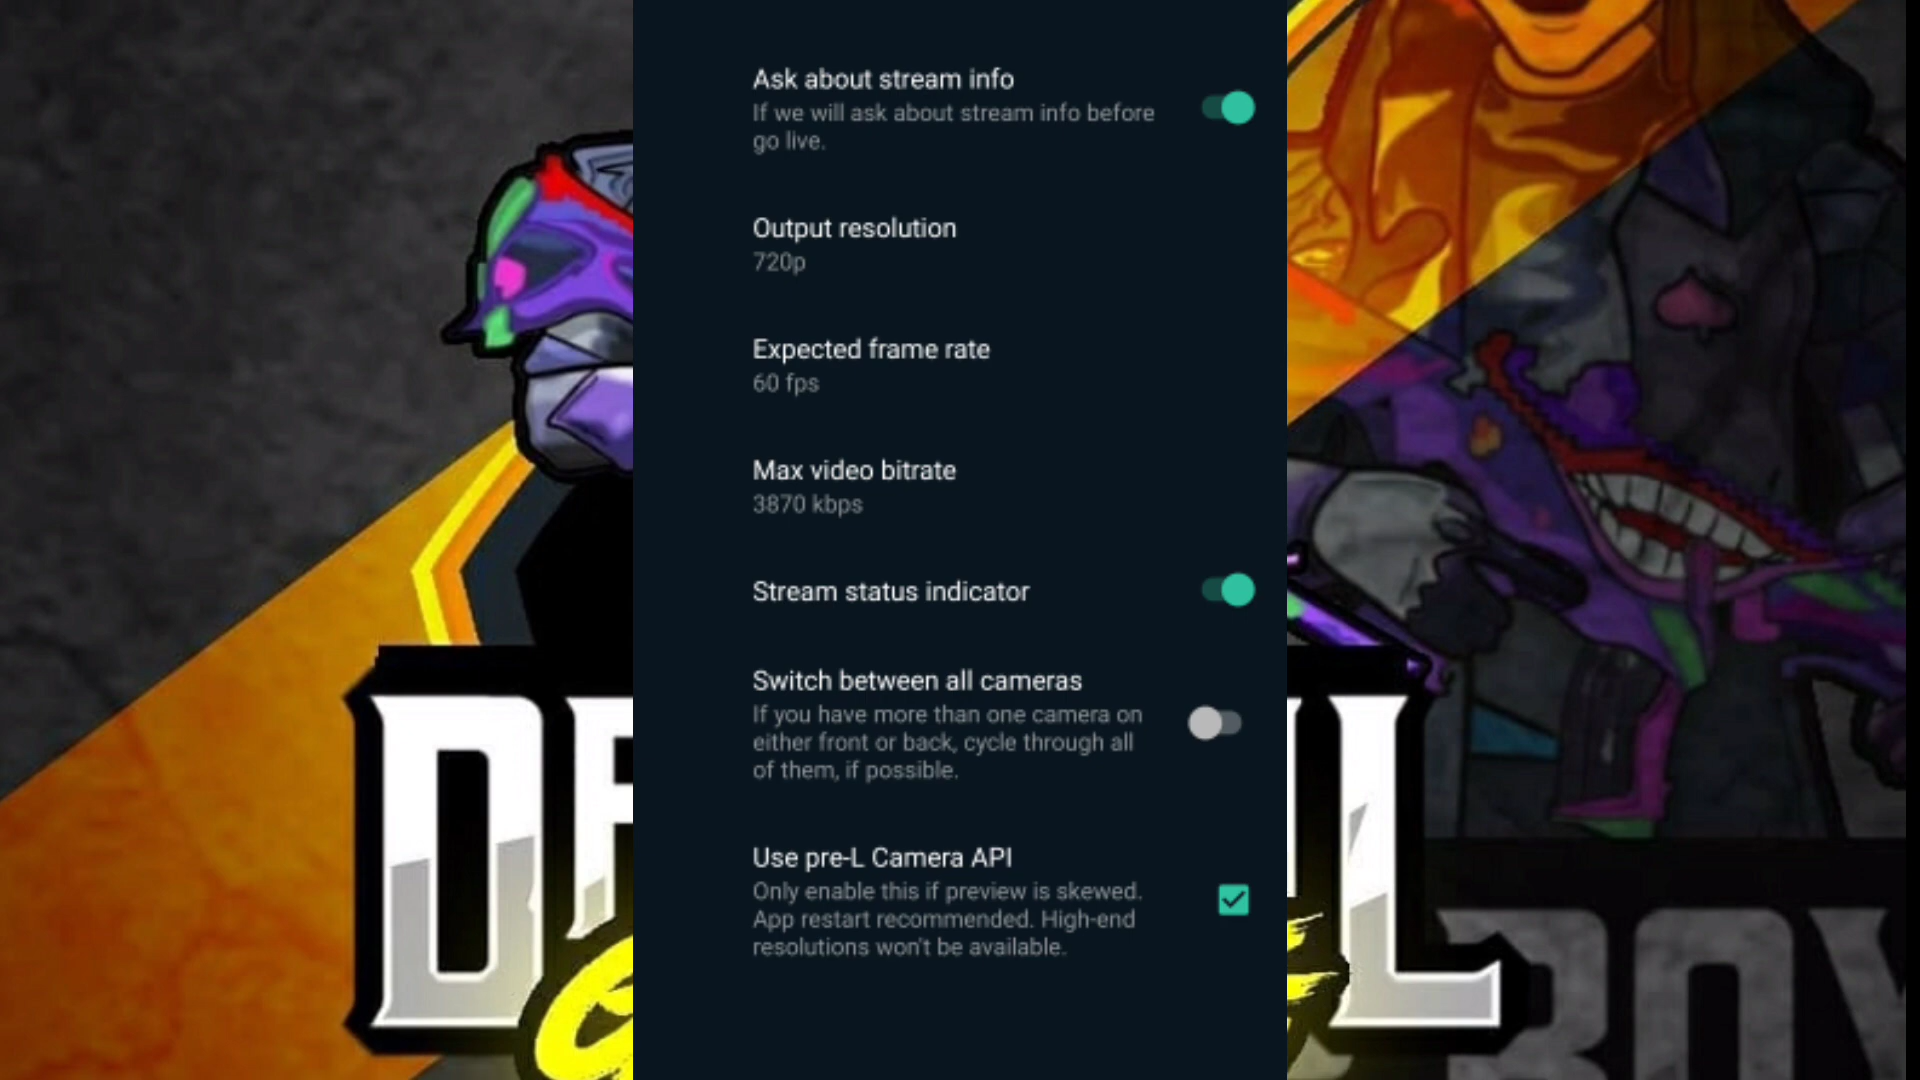 Ask about stream info
If we will ask about stream info before
go live.
Output resolution
720p
Expected frame rate
60 fps
Max video bitrate
3870 kbps
Stream status indicator
Switch between all cameras
If you have more than one camera on
either front or back, cycle through all
of them, if possible.
Use pre-L Camera API
Only enable this if preview is skewed.
App restart recommended. High-end
resolutions won't be available.